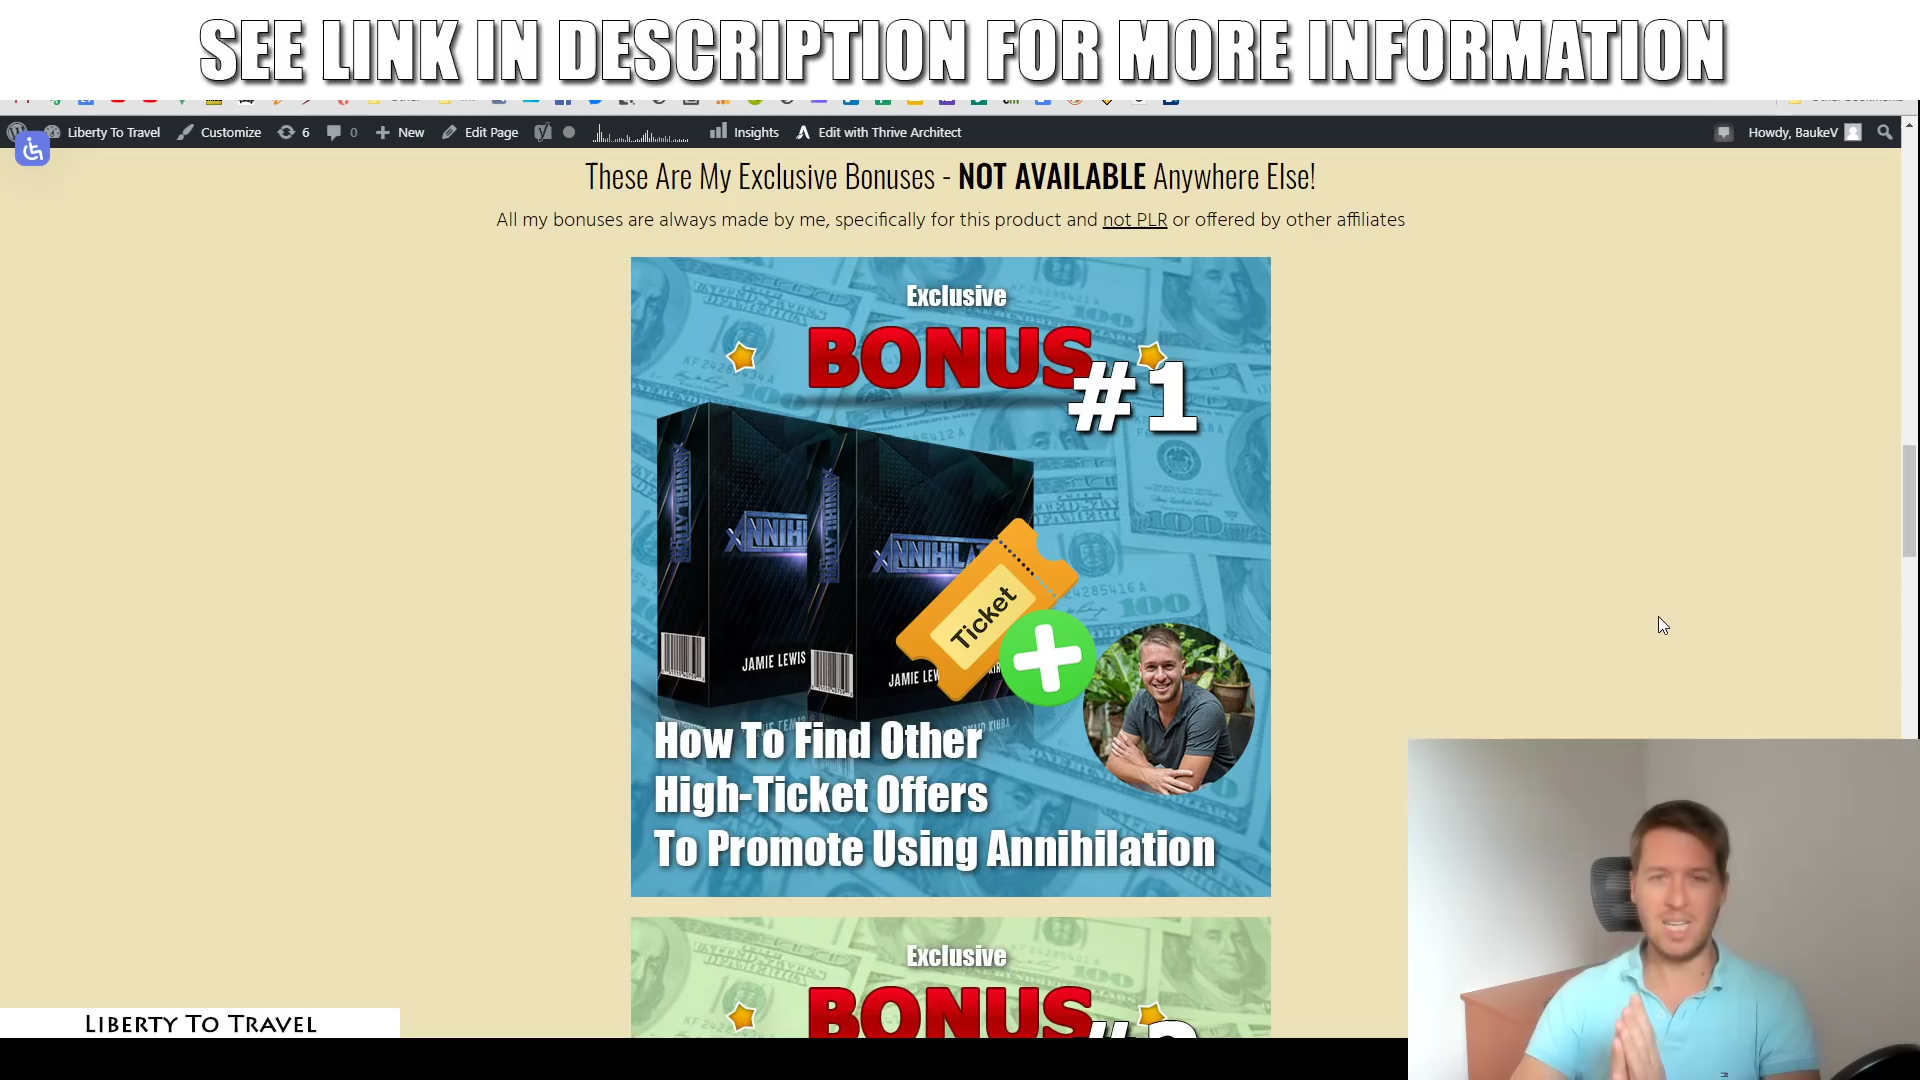 SEE LINK IN DESCRIPTION FOR MORE INFORMATION
Liberty To Travel Customize 6 0 New Edit Page Insights Edit with Thrive Architect Howdy, BaukeV
These Are My Exclusive Bonuses - NOT AVAILABLE Anywhere Else!
All my bonuses are always made by me, specifically for this product and not PLR or offered by other affiliates
Exclusive
BONUS
#1
ANNIHI
JAMIE LEWIS
Ticket
How To Find Other
High-Ticket Offers
To Promote Using Annihilation
Exclusive
BONUS
LIBERTY TO TRAVEL